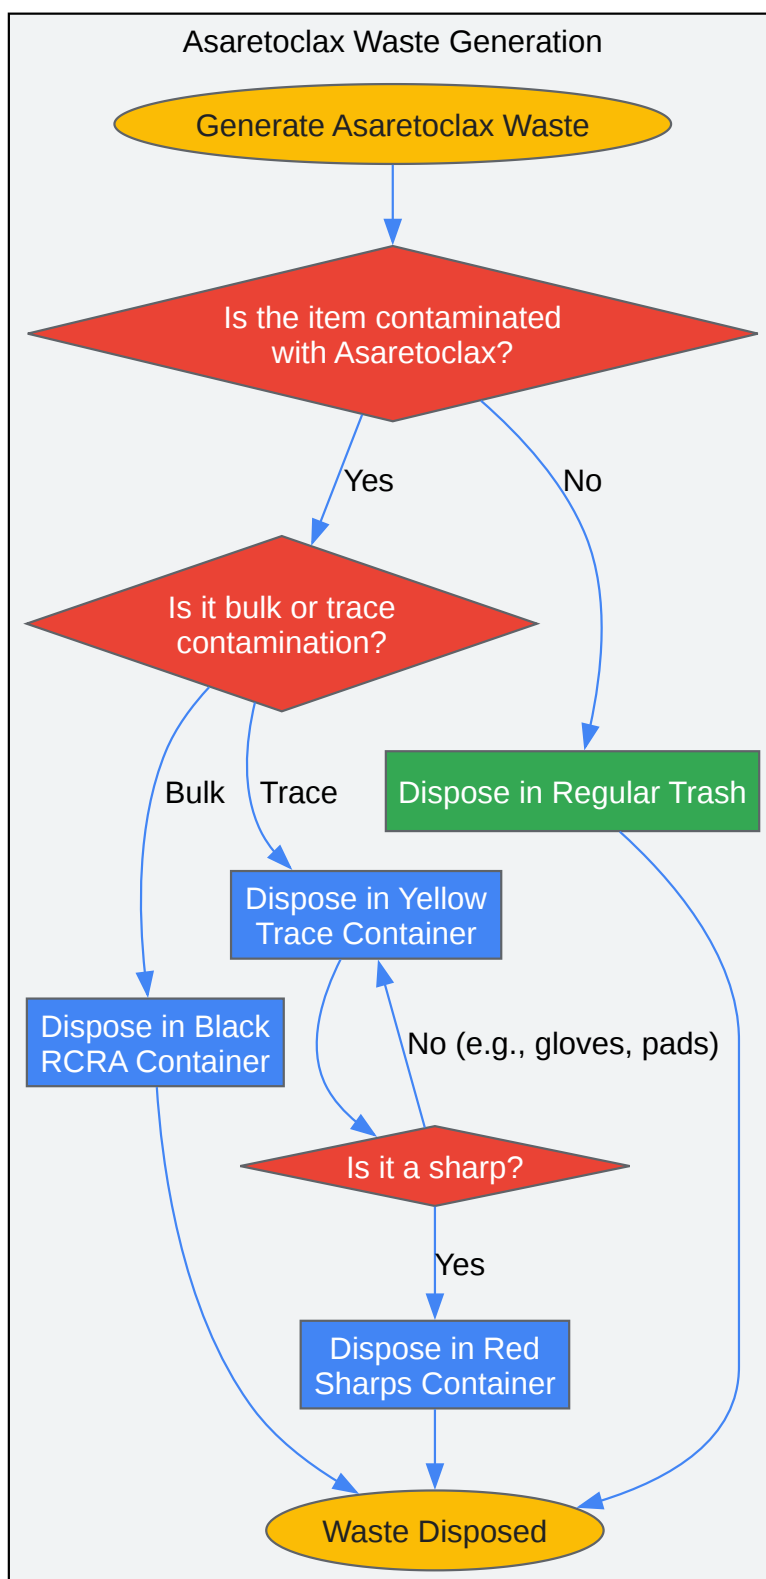 Asaretoclax Waste Generation
Generate Asaretoclax Waste
Is the item contaminated
with Asaretoclax?
Yes
No
Is it bulk or trace
contamination?
Bulk
Trace
Dispose in Regular Trash
Dispose in Yellow
Trace Container
Dispose in Black
RCRA Container
No (e.g., gloves, pads)
Is it a sharp?
Yes
Dispose in Red
Sharps Container
Waste Disposed